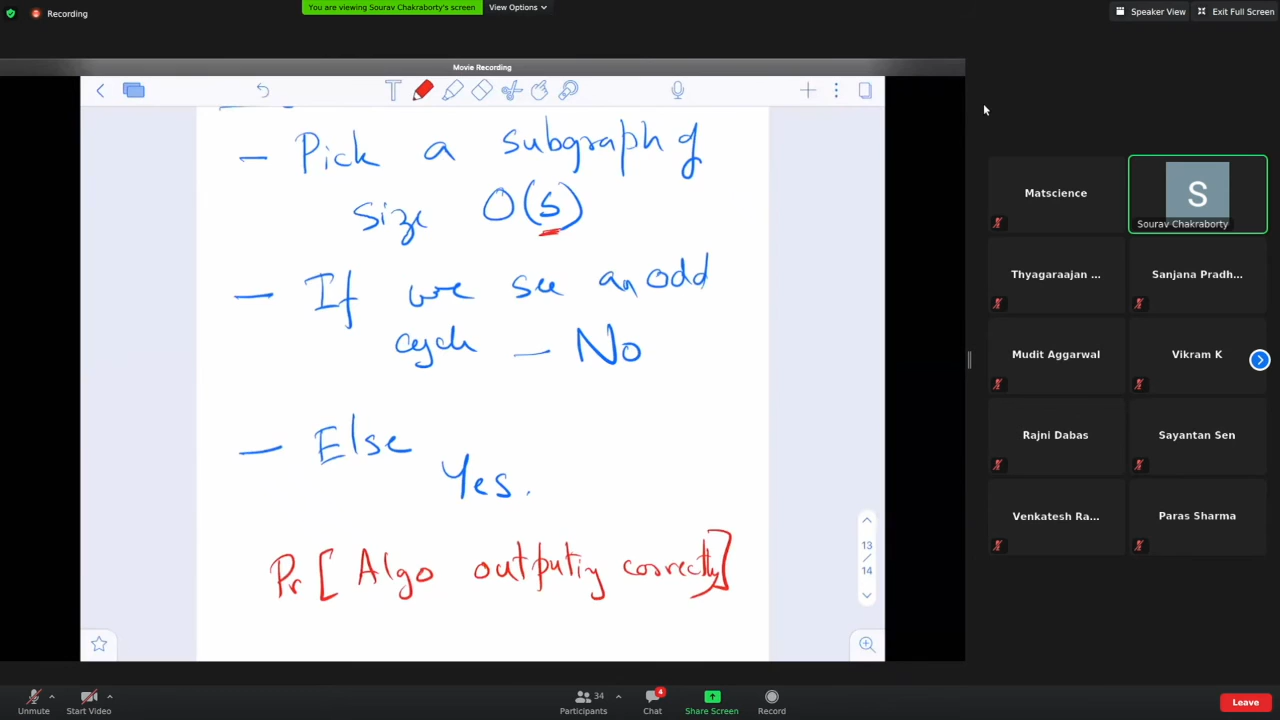 Recording
You are viewing Sourav Chakraborty's screen
View Options
Speaker View
Exit Full Screen
Movie Recording
T
– Pick a subgraph of
size O(s)
– If we see an odd
cycle – No
– Else
Yes.
Pr [ Algo outputing correctly ]
13
/
14
Matscience
S
Sourav Chakraborty
Thyagaraajan ...
Sanjana Pradh...
Mudit Aggarwal
Vikram K
Rajni Dabas
Sayantan Sen
Venkatesh Ra...
Paras Sharma
Unmute
Start Video
34
Participants
4
Chat
Share Screen
Record
Leave